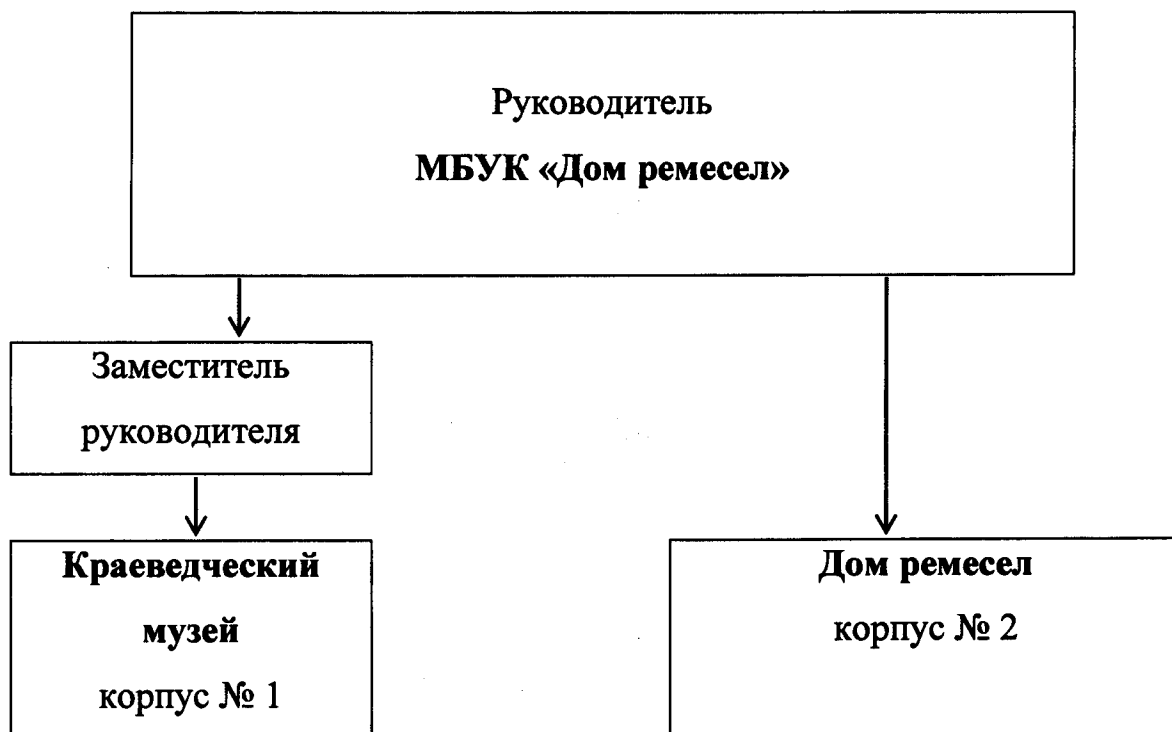 Руководитель
МБУК «Дом ремесел»
Заместитель
руководителя
Краеведческий
музей
корпус № 1
Дом ремесел
корпус № 2